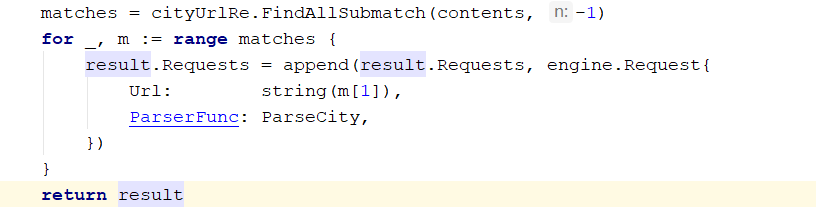 matches = cityUrlRe.FindAllSubmatch(contents, n: -1)
for _, m := range matches {
    result.Requests = append(result.Requests, engine.Request{
        Url:        string(m[1]),
        ParserFunc: ParseCity,
    })
}
return result